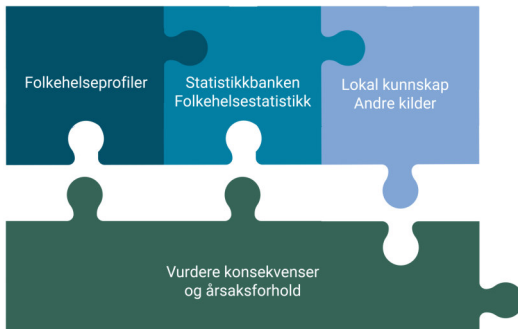 Folkehelseprofiler
Statistikkbanken
Folkehelsestatistikk
Lokal kunnskap
Andre kilder
Vurdere konsekvenser
og årsaksforhold